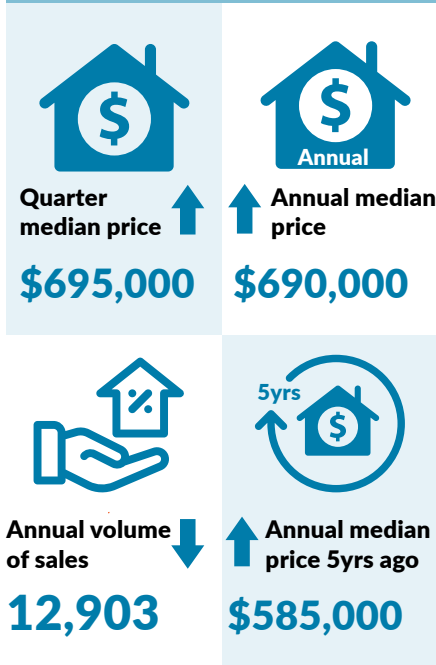 $
$
Annual
Quarter
median price
$695,000
Annual median
price
$690,000
%
5yrs
$
Annual volume
of sales
12,903
Annual median
price 5yrs ago
$585,000